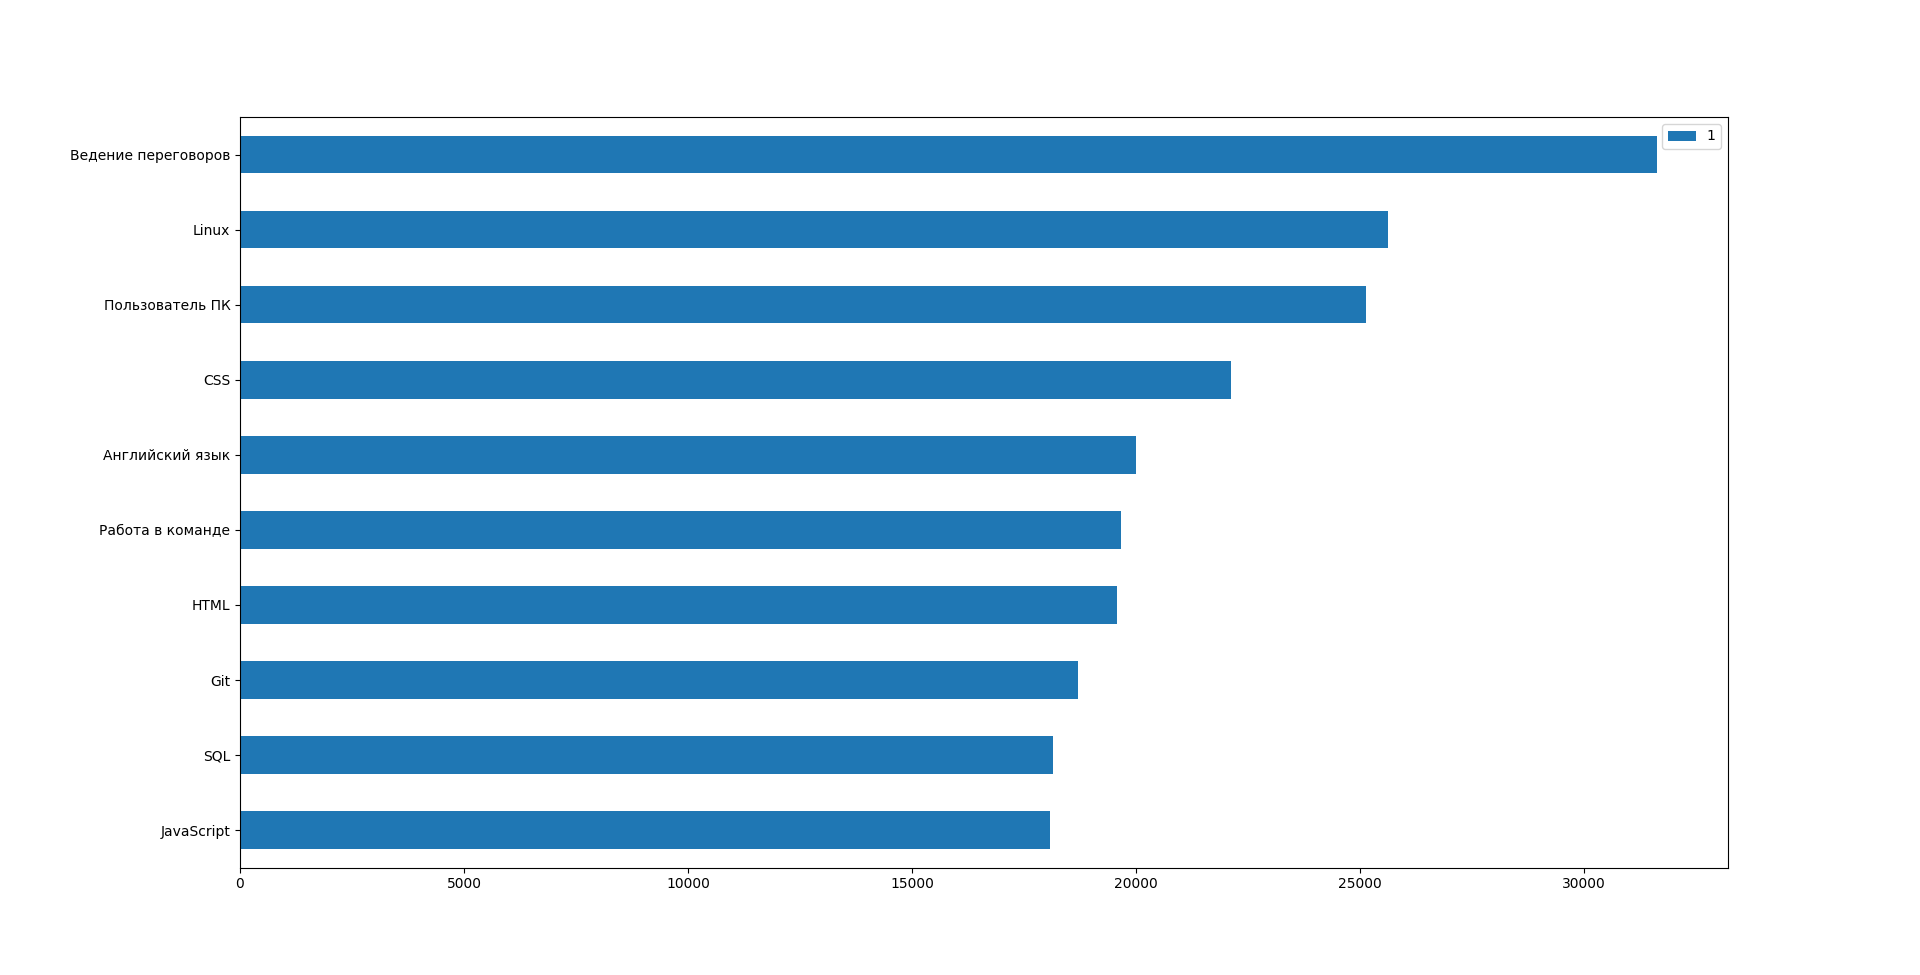 1
Ведение переговоров
Linux
Пользователь ПК
CSS
Английский язык
Работа в команде
HTML
Git
SQL
JavaScript
0 5000 10000 15000 20000 25000 30000